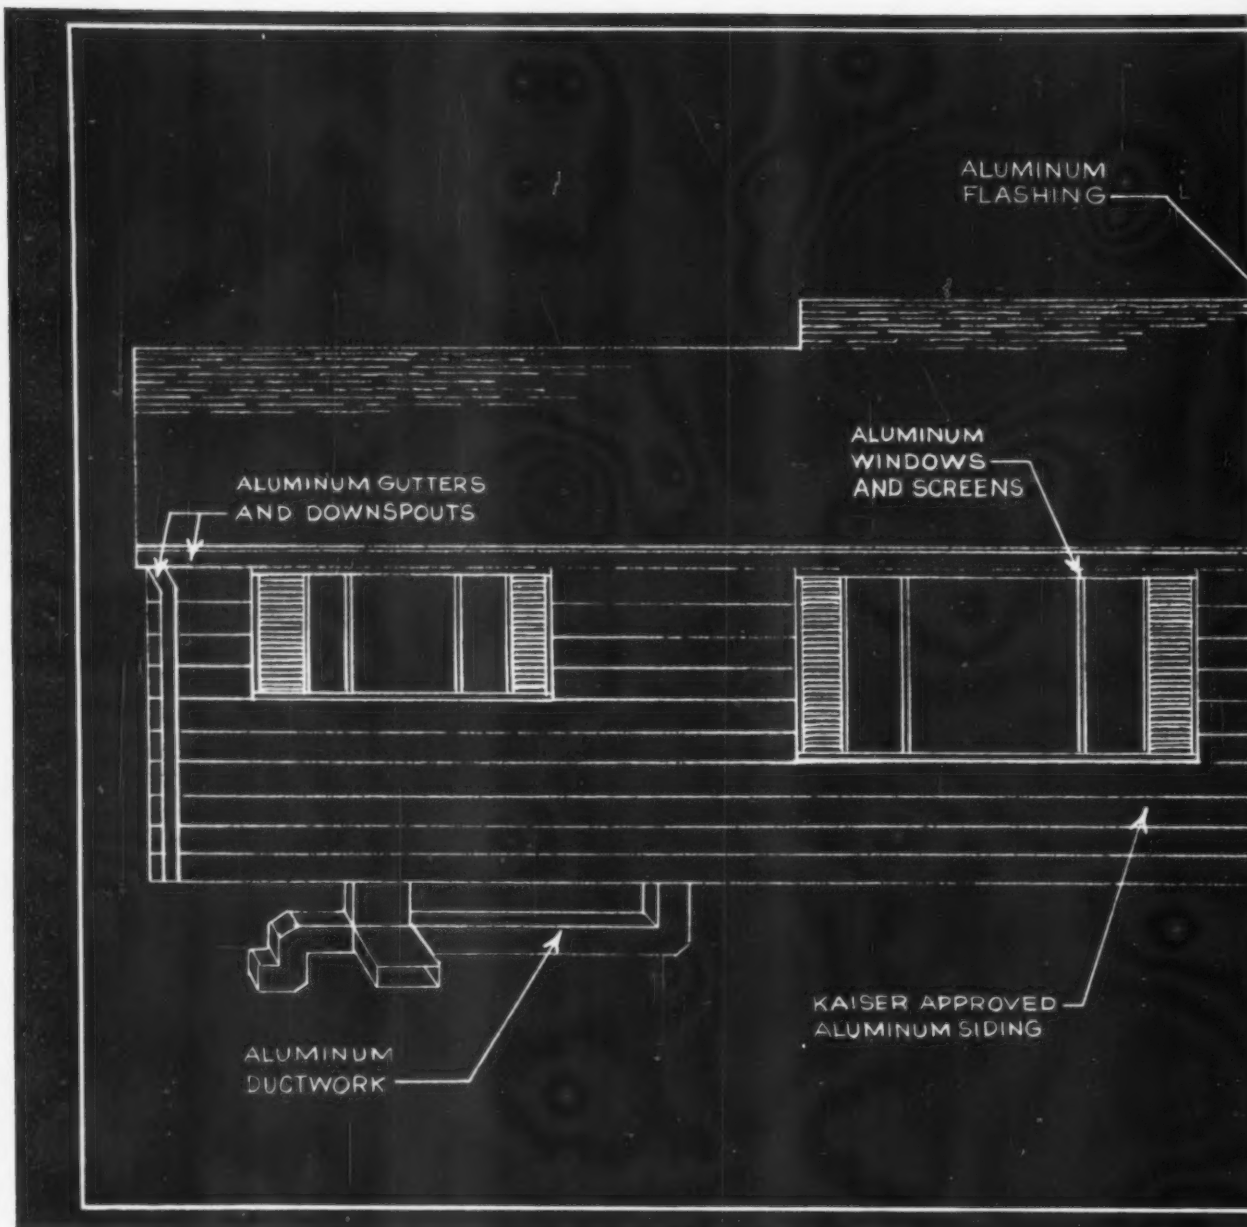 ALUMINUM
FLASHING
ALUMINUM
WINDOWS
AND SCREENS
ALUMINUM GUTTERS
AND DOWNSPOUTS
KAISER APPROVED
ALUMINUM SIDING
ALUMINUM
DUCTWORK